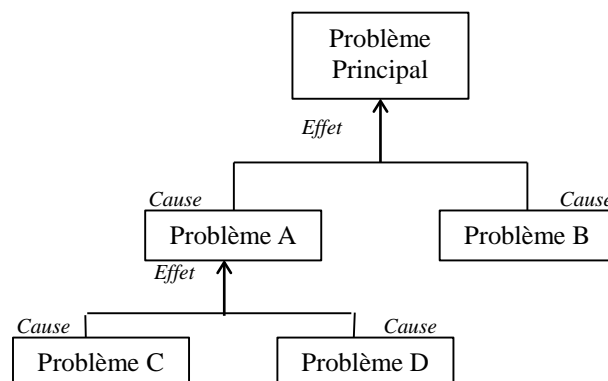 Problème
Principal
Effet
Cause
Cause
Problème A
Problème B
Effet
Cause
Cause
Problème C
Problème D